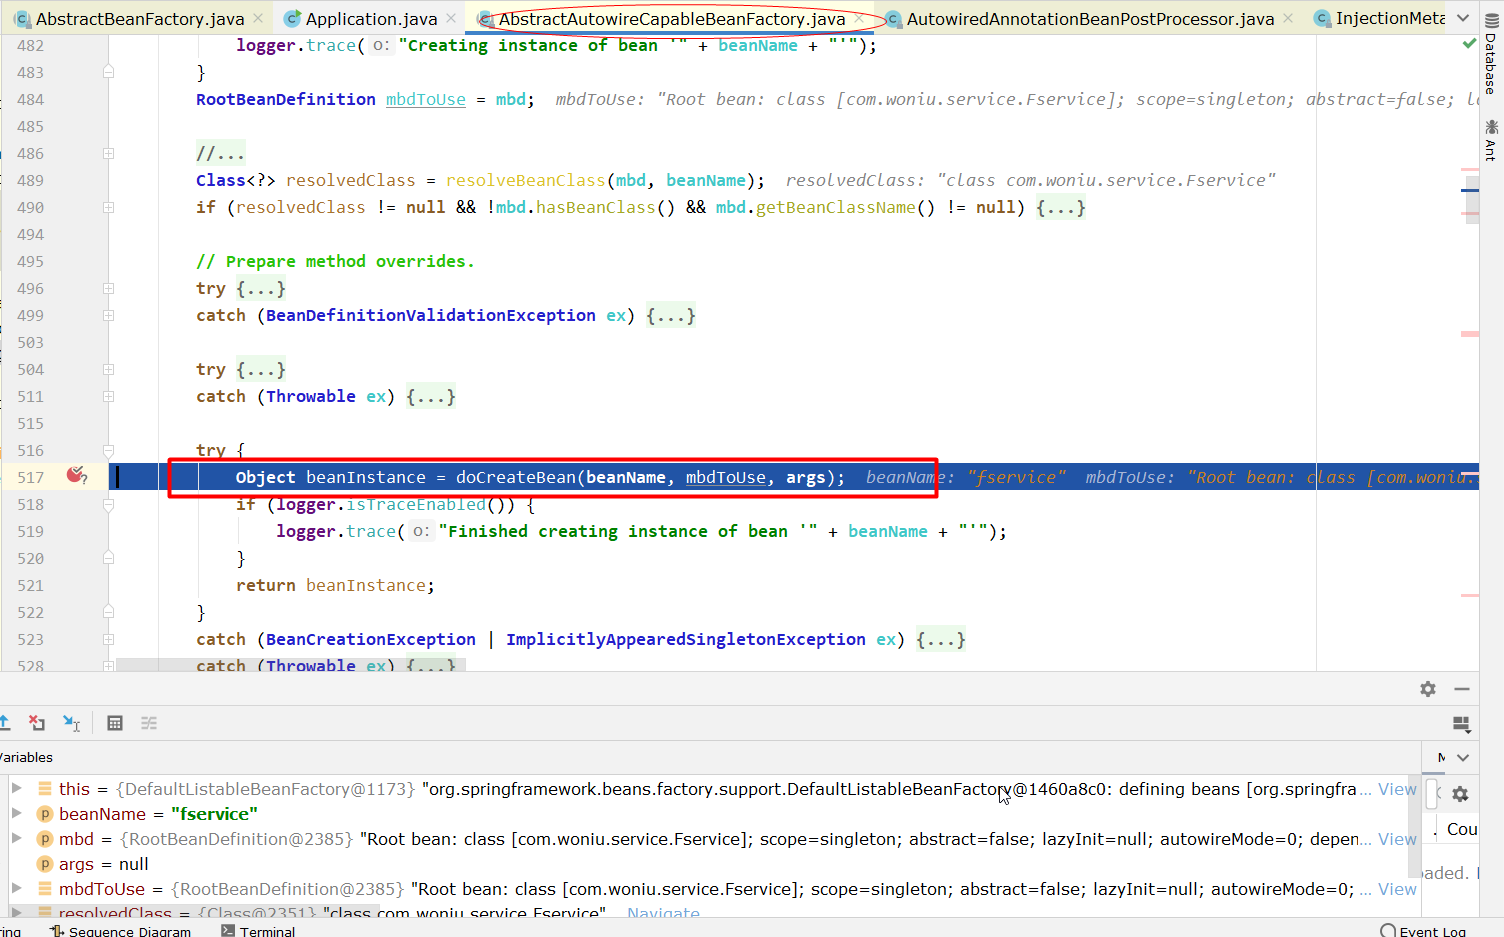 AbstractBeanFactory.java Application.java AbstractAutowireCapableBeanFactory.java AutowiredAnnotationBeanPostProcessor.java InjectionMeta
482 logger.trace( o: "Creating instance of bean '" + beanName + "'");
483 }
484 RootBeanDefinition mbdToUse = mbd; mbdToUse: "Root bean: class [com.woniu.service.Fservice]; scope=singleton; abstract=false; la
485
486 //...
489 Class<?> resolvedClass = resolveBeanClass(mbd, beanName); resolvedClass: "class com.woniu.service.Fservice"
490 if (resolvedClass != null && !mbd.hasBeanClass() && mbd.getBeanClassName() != null) {...}
494
495 // Prepare method overrides.
496 try {...}
499 catch (BeanDefinitionValidationException ex) {...}
503
504 try {...}
511 catch (Throwable ex) {...}
515
516 try {
517 Object beanInstance = doCreateBean(beanName, mbdToUse, args); beanName: "fservice" mbdToUse: "Root bean: class [com.woniu.s
518 if (logger.isTraceEnabled()) {
519 logger.trace( o: "Finished creating instance of bean '" + beanName + "'");
520 }
521 return beanInstance;
522 }
523 catch (BeanCreationException | ImplicitlyAppearedSingletonException ex) {...}
528 catch (Throwable ex) {...}
Database
Ant
Variables
this = {DefaultListableBeanFactory@1173} "org.springframework.beans.factory.support.DefaultListableBeanFactory@1460a8c0: defining beans [org.springfra... View
beanName = "fservice"
mbd = {RootBeanDefinition@2385} "Root bean: class [com.woniu.service.Fservice]; scope=singleton; abstract=false; lazyInit=null; autowireMode=0; depen... View
args = null
mbdToUse = {RootBeanDefinition@2385} "Root bean: class [com.woniu.service.Fservice]; scope=singleton; abstract=false; lazyInit=null; autowireMode=0; ... View
resolvedClass = {Class@2351} "class com.woniu.service.Fservice" ... Navigate
M
Cou
oaded.
ring Sequence Diagram Terminal Event Log